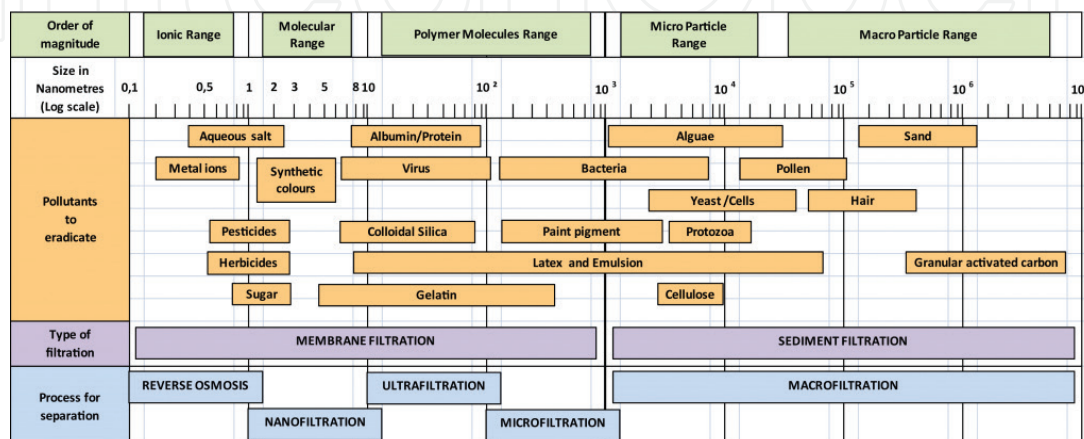 Order of
magnitude
Ionic Range
Molecular
Range
Polymer Molecules Range
Micro Particle
Range
Macro Particle Range
Size in
Nanometres
(Log scale)
0,1 0,5 1 2 3 5 8 10 10² 10³ 10⁴ 10⁵ 10⁶ 10
Pollutants
to
eradicate
Aqueous salt
Albumin/Protein
Alguae
Sand
Metal ions
Synthetic
colours
Virus
Bacteria
Pollen
Yeast /Cells
Hair
Pesticides
Colloidal Silica
Paint pigment
Protozoa
Herbicides
Latex and Emulsion
Granular activated carbon
Sugar
Gelatin
Cellulose
Type of
filtration
MEMBRANE FILTRATION
SEDIMENT FILTRATION
Process for
separation
REVERSE OSMOSIS
ULTRAFILTRATION
MACROFILTRATION
NANOFILTRATION
MICROFILTRATION